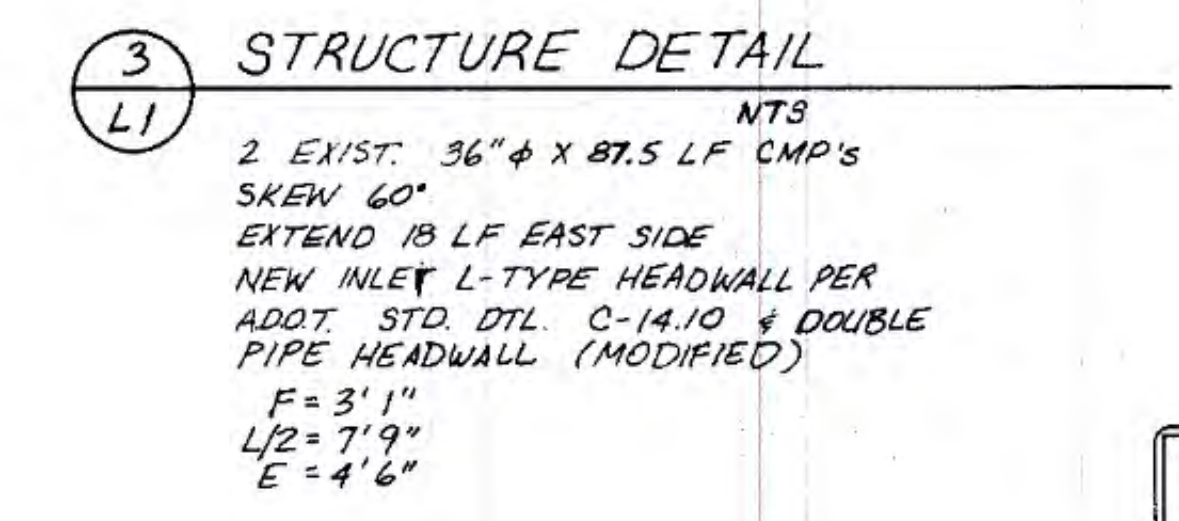 3
L1
STRUCTURE DETAIL
NTS
2 EXIST. 36"ϕ X 87.5 LF CMP's
SKEW 60°
EXTEND 18 LF EAST SIDE
NEW INLET L-TYPE HEADWALL PER
ADO.T. STD. DTL. C-14.10 & DOUBLE
PIPE HEADWALL (MODIFIED)
F = 3' 1"
L/2 = 7' 9"
E = 4' 6"